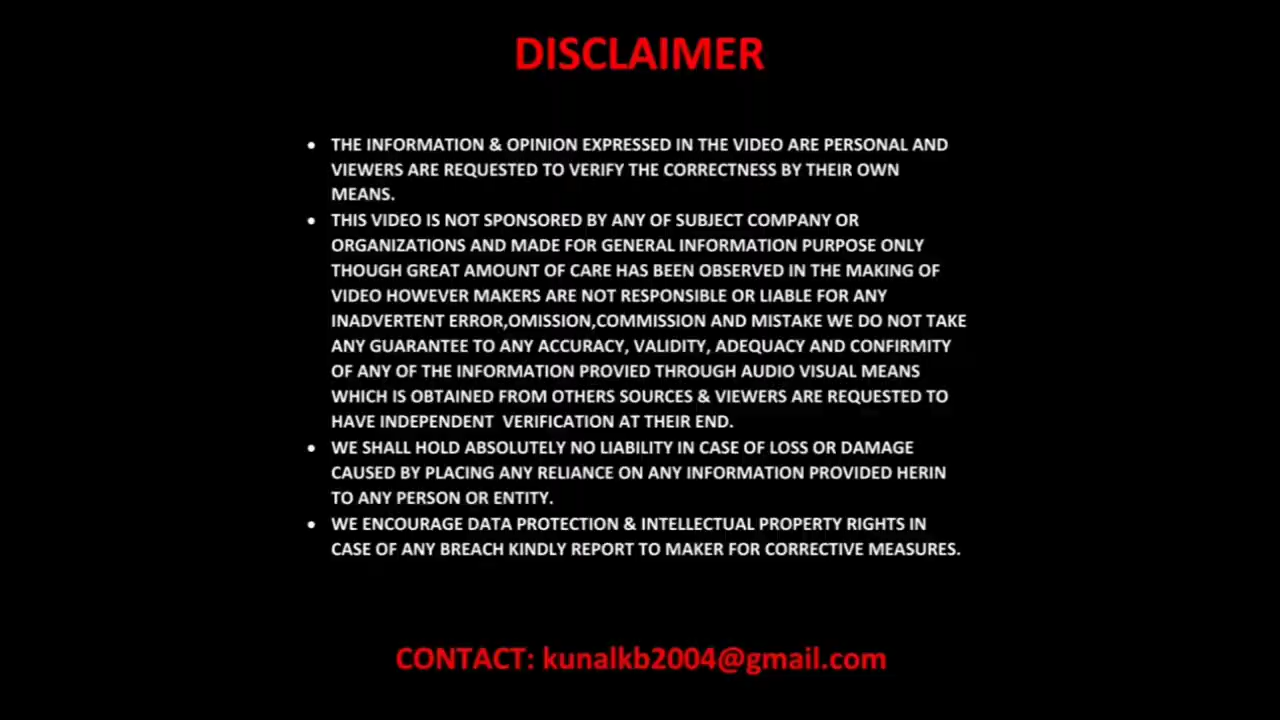 DISCLAIMER
• THE INFORMATION & OPINION EXPRESSED IN THE VIDEO ARE PERSONAL AND
VIEWERS ARE REQUESTED TO VERIFY THE CORRECTNESS BY THEIR OWN
MEANS.
• THIS VIDEO IS NOT SPONSORED BY ANY OF SUBJECT COMPANY OR
ORGANIZATIONS AND MADE FOR GENERAL INFORMATION PURPOSE ONLY
THOUGH GREAT AMOUNT OF CARE HAS BEEN OBSERVED IN THE MAKING OF
VIDEO HOWEVER MAKERS ARE NOT RESPONSIBLE OR LIABLE FOR ANY
INADVERTENT ERROR,OMISSION,COMMISSION AND MISTAKE WE DO NOT TAKE
ANY GUARANTEE TO ANY ACCURACY, VALIDITY, ADEQUACY AND CONFIRMITY
OF ANY OF THE INFORMATION PROVIED THROUGH AUDIO VISUAL MEANS
WHICH IS OBTAINED FROM OTHERS SOURCES & VIEWERS ARE REQUESTED TO
HAVE INDEPENDENT  VERIFICATION AT THEIR END.
• WE SHALL HOLD ABSOLUTELY NO LIABILITY IN CASE OF LOSS OR DAMAGE
CAUSED BY PLACING ANY RELIANCE ON ANY INFORMATION PROVIDED HERIN
TO ANY PERSON OR ENTITY.
• WE ENCOURAGE DATA PROTECTION & INTELLECTUAL PROPERTY RIGHTS IN
CASE OF ANY BREACH KINDLY REPORT TO MAKER FOR CORRECTIVE MEASURES.
CONTACT: kunalkb2004@gmail.com